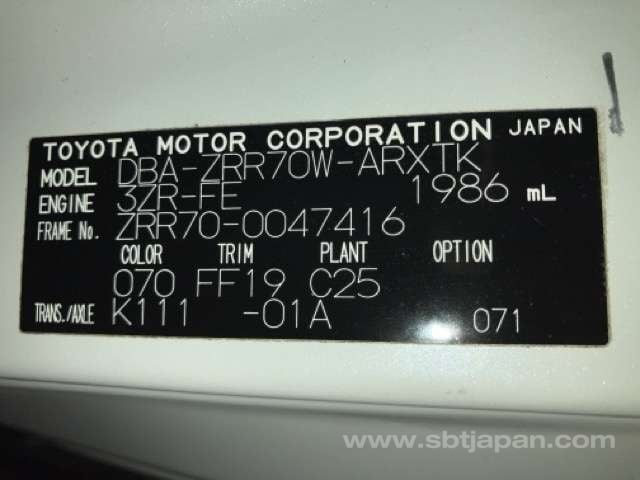 TOYOTA MOTOR CORPORATION JAPAN
MODEL DBA-ZRR70W-ARXTK
ENGINE 3ZR-FE 1986 mL
FRAME No. ZRR70-0047416
COLOR TRIM PLANT OPTION
070 FF19 C25
TRANS./AXLE K111 -01A 071
www.sbtjapan.com